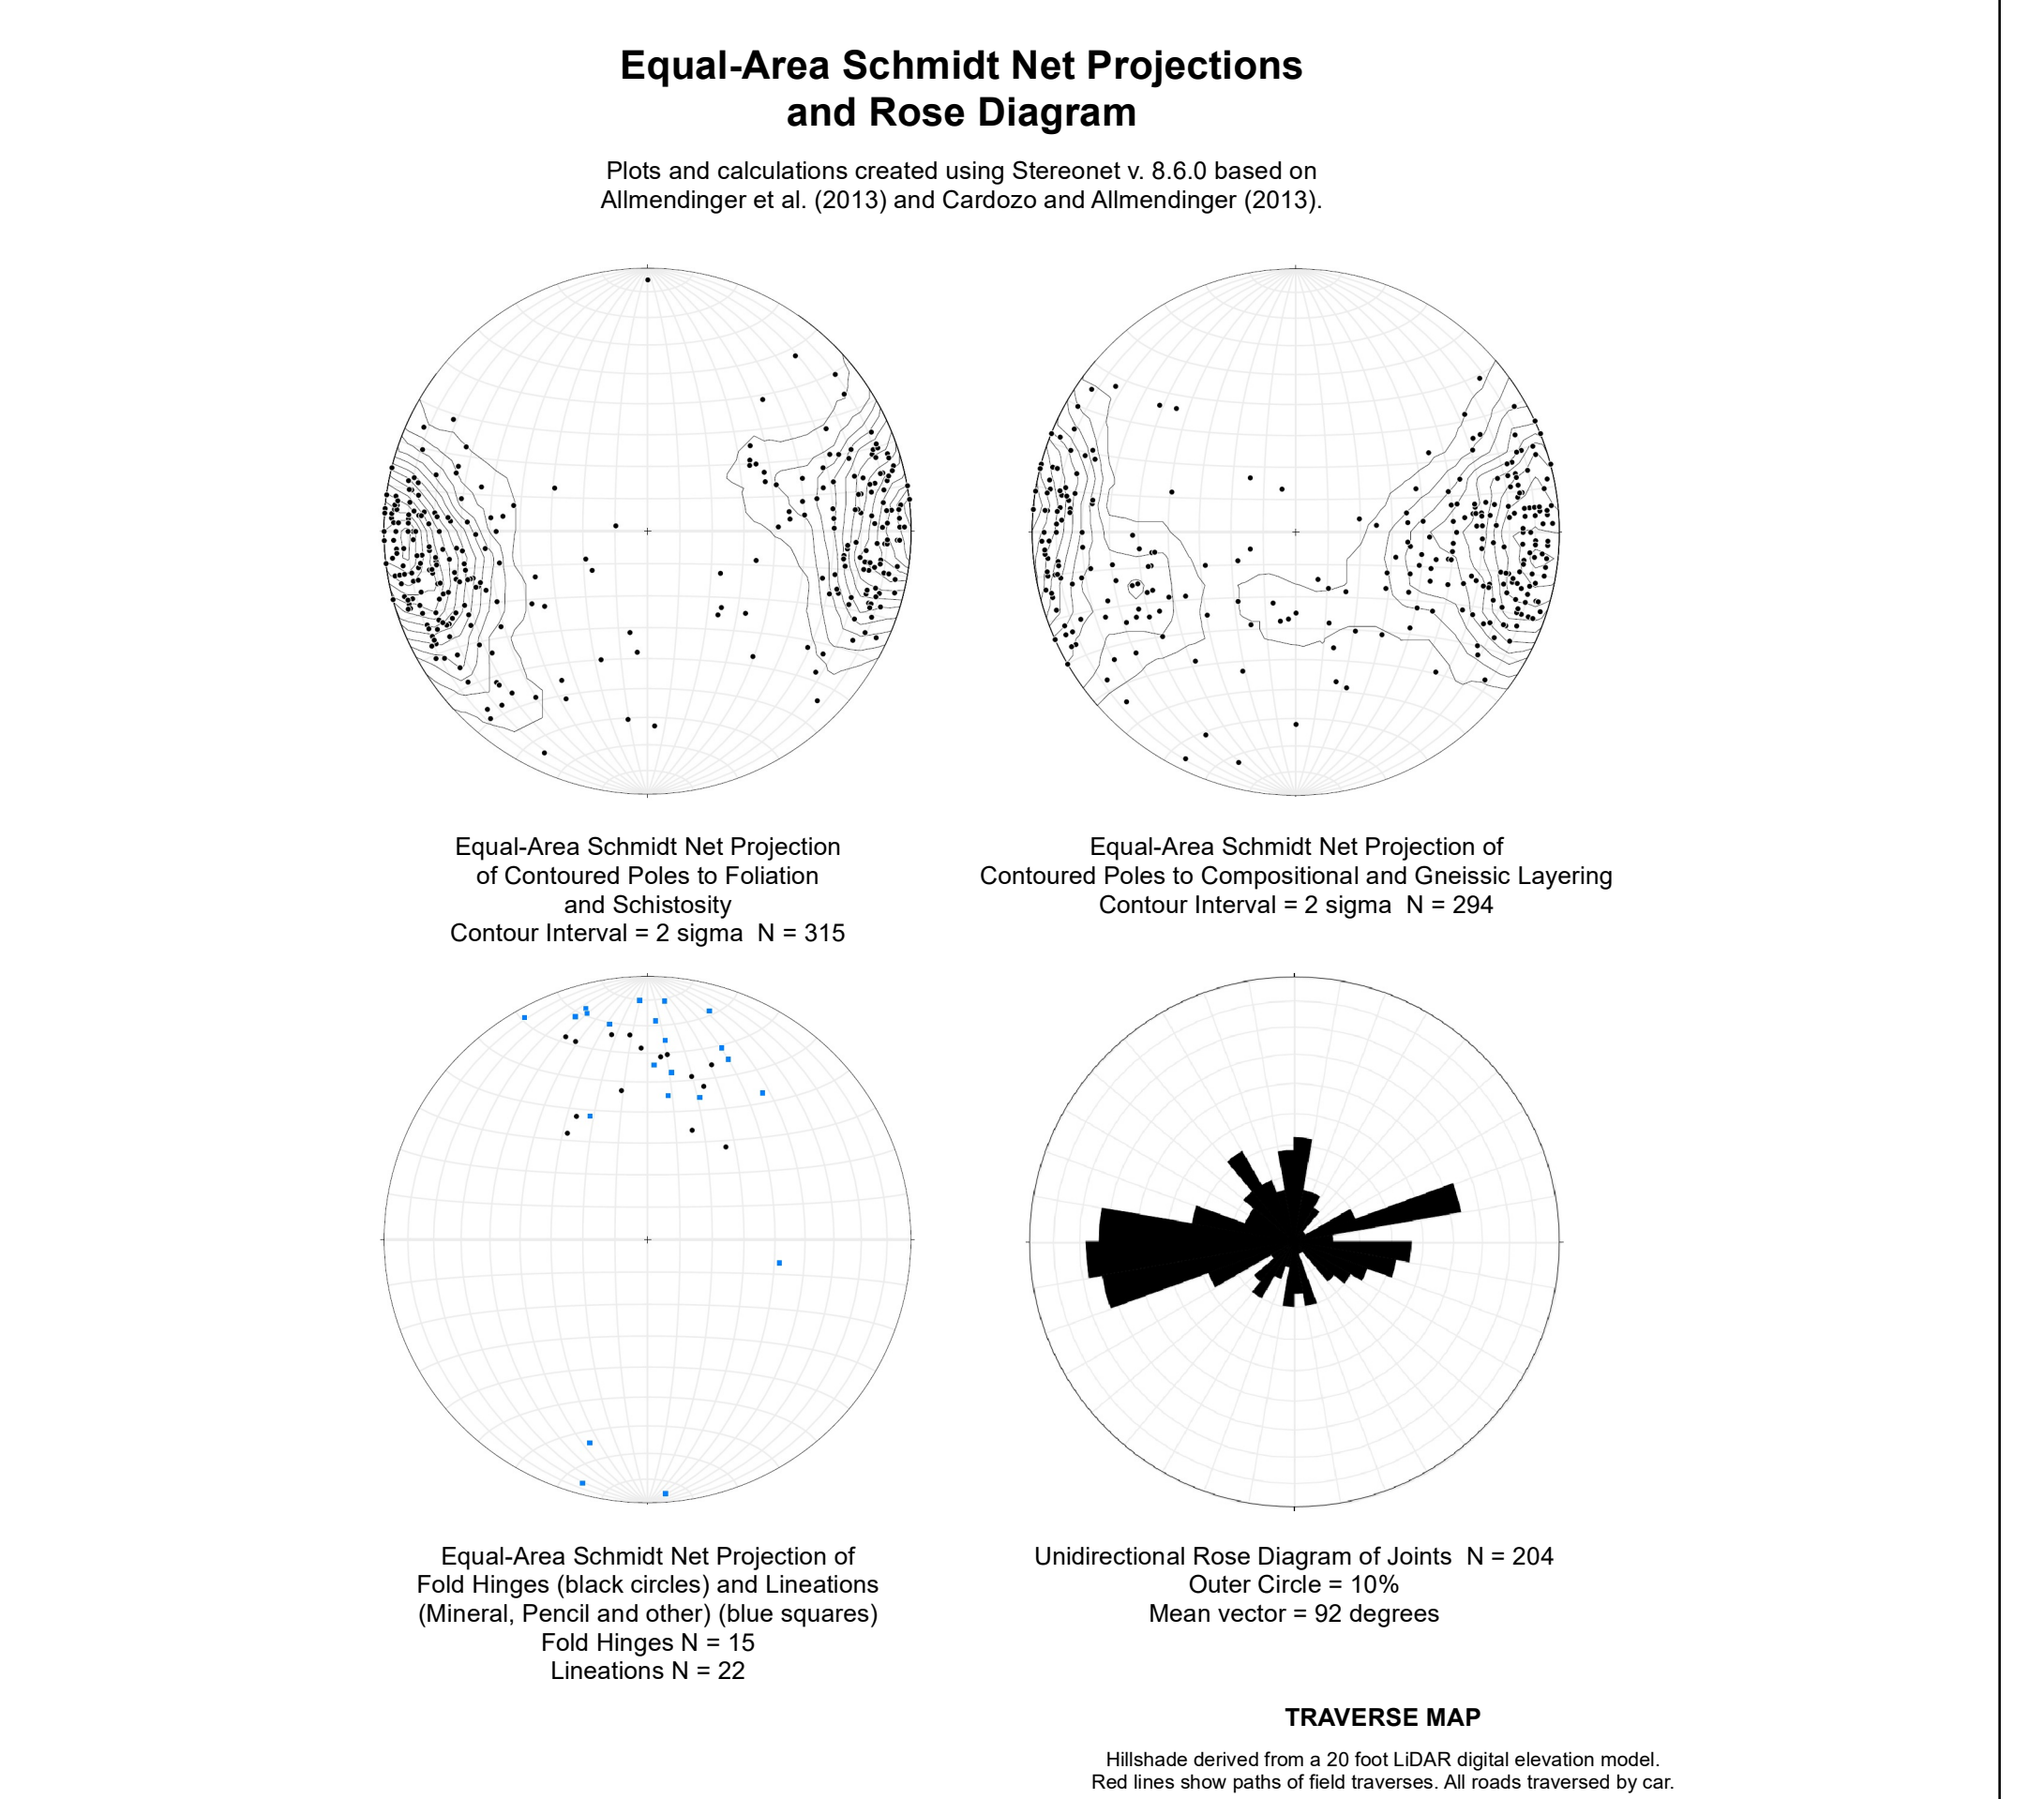 Equal-Area Schmidt Net Projections
and Rose Diagram
Plots and calculations created using Stereonet v. 8.6.0 based on
Allmendinger et al. (2013) and Cardozo and Allmendinger (2013).
Equal-Area Schmidt Net Projection
of Contoured Poles to Foliation
and Schistosity
Contour Interval = 2 sigma  N = 315
Equal-Area Schmidt Net Projection of
Contoured Poles to Compositional and Gneissic Layering
Contour Interval = 2 sigma  N = 294
Equal-Area Schmidt Net Projection of
Fold Hinges (black circles) and Lineations
(Mineral, Pencil and other) (blue squares)
Fold Hinges N = 15
Lineations N = 22
Unidirectional Rose Diagram of Joints  N = 204
Outer Circle = 10%
Mean vector = 92 degrees
TRAVERSE MAP
Hillshade derived from a 20 foot LiDAR digital elevation model.
Red lines show paths of field traverses. All roads traversed by car.